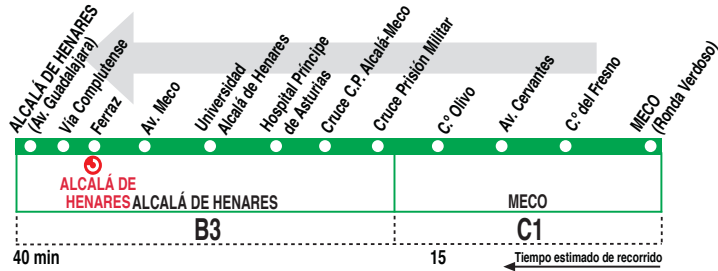 ALCALÁ DE HENARES
(Av. Guadalajara)
Vía Complutense
Ferraz
Av. Meco
Universidad
Alcalá de Henares
Hospital Príncipe
de Asturias
Cruce C.P. Alcalá-Meco
Cruce Prisión Militar
C.º Olivo
Av. Cervantes
C.º del Fresno
MECO
(Ronda Verdoso)
ALCALÁ DE
HENARES
ALCALÁ DE HENARES
MECO
B3
C1
40 min
15
Tiempo estimado de recorrido